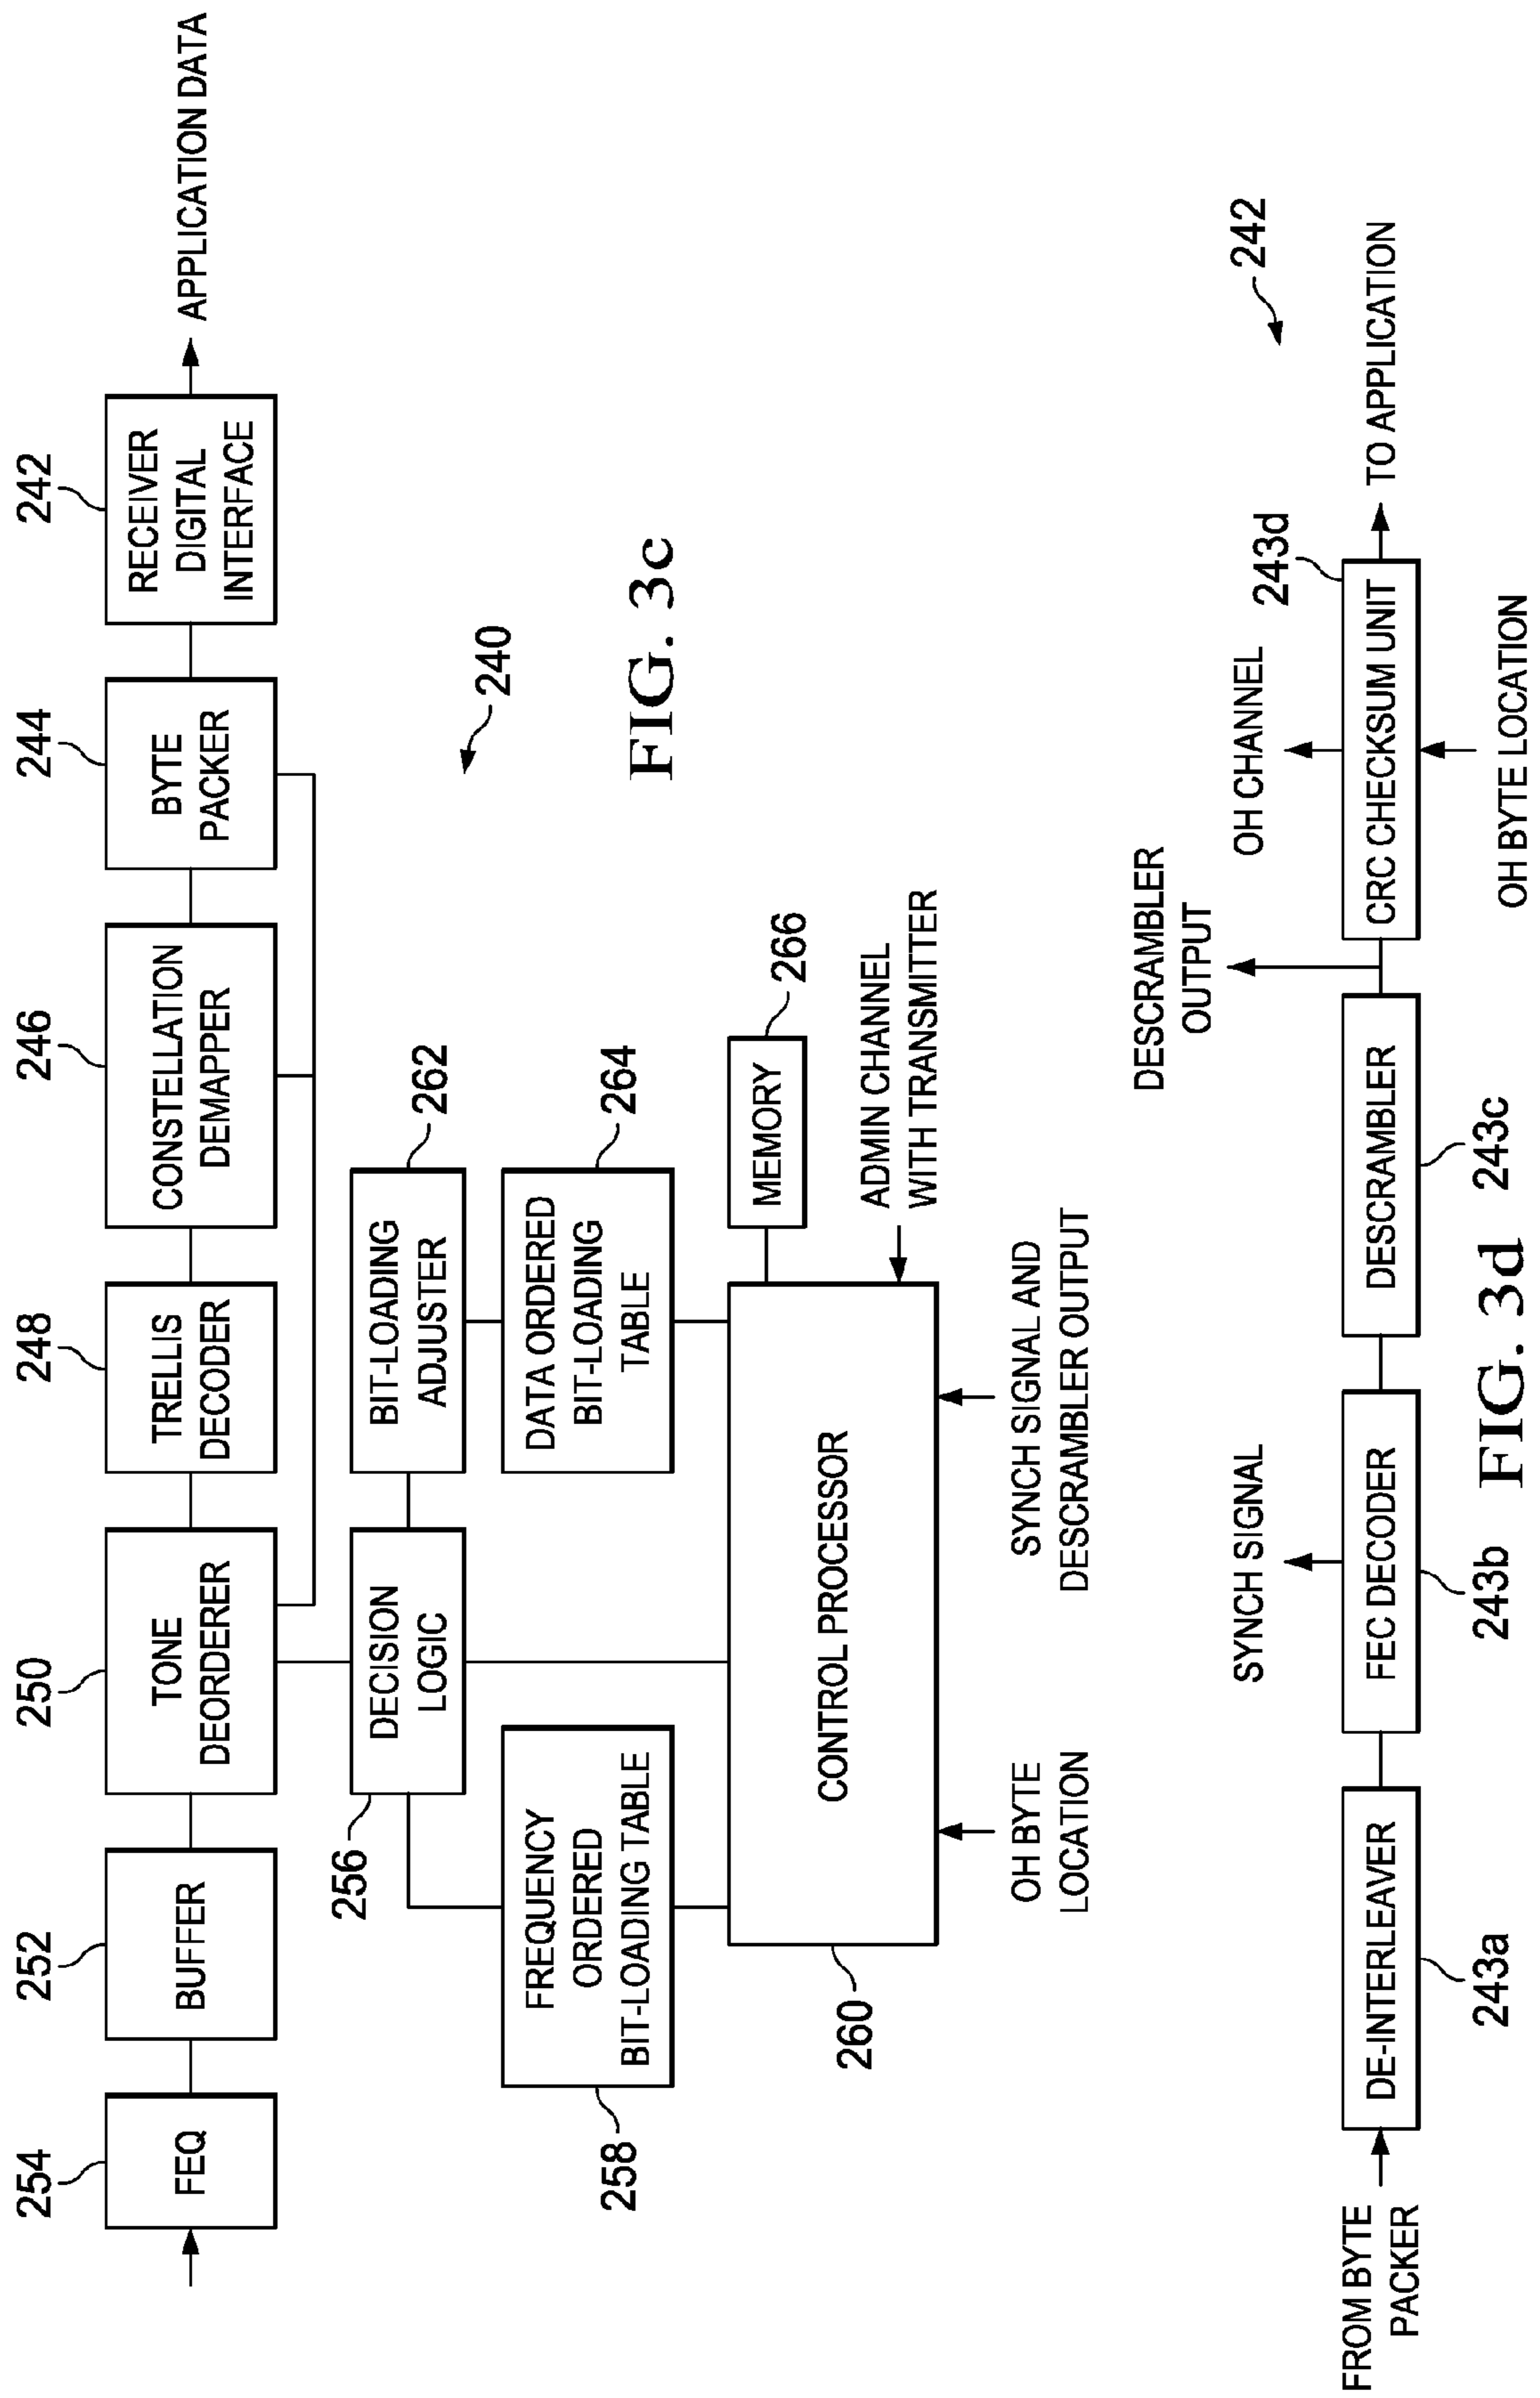 254
252
250
248
246
244
242
FEQ
BUFFER
TONE
DEORDERER
TRELLIS
DECODER
CONSTELLATION
DEMAPPER
BYTE
PACKER
RECEIVER
DIGITAL
INTERFACE
APPLICATION DATA
256
DECISION
LOGIC
BIT-LOADING
ADJUSTER
262
258
FREQUENCY
ORDERED
BIT-LOADING TABLE
DATA ORDERED
BIT-LOADING
TABLE
264
240
260
CONTROL PROCESSOR
MEMORY
266
ADMIN CHANNEL
WITH TRANSMITTER
OH BYTE
LOCATION
SYNCH SIGNAL AND
DESCRAMBLER OUTPUT
FIG. 3c
FROM BYTE
PACKER
DE-INTERLEAVER
243a
SYNCH SIGNAL
FEC DECODER
243b
DESCRAMBLER
243c
DESCRAMBLER
OUTPUT
OH CHANNEL
CRC CHECKSUM UNIT
243d
OH BYTE LOCATION
TO APPLICATION
242
FIG. 3d